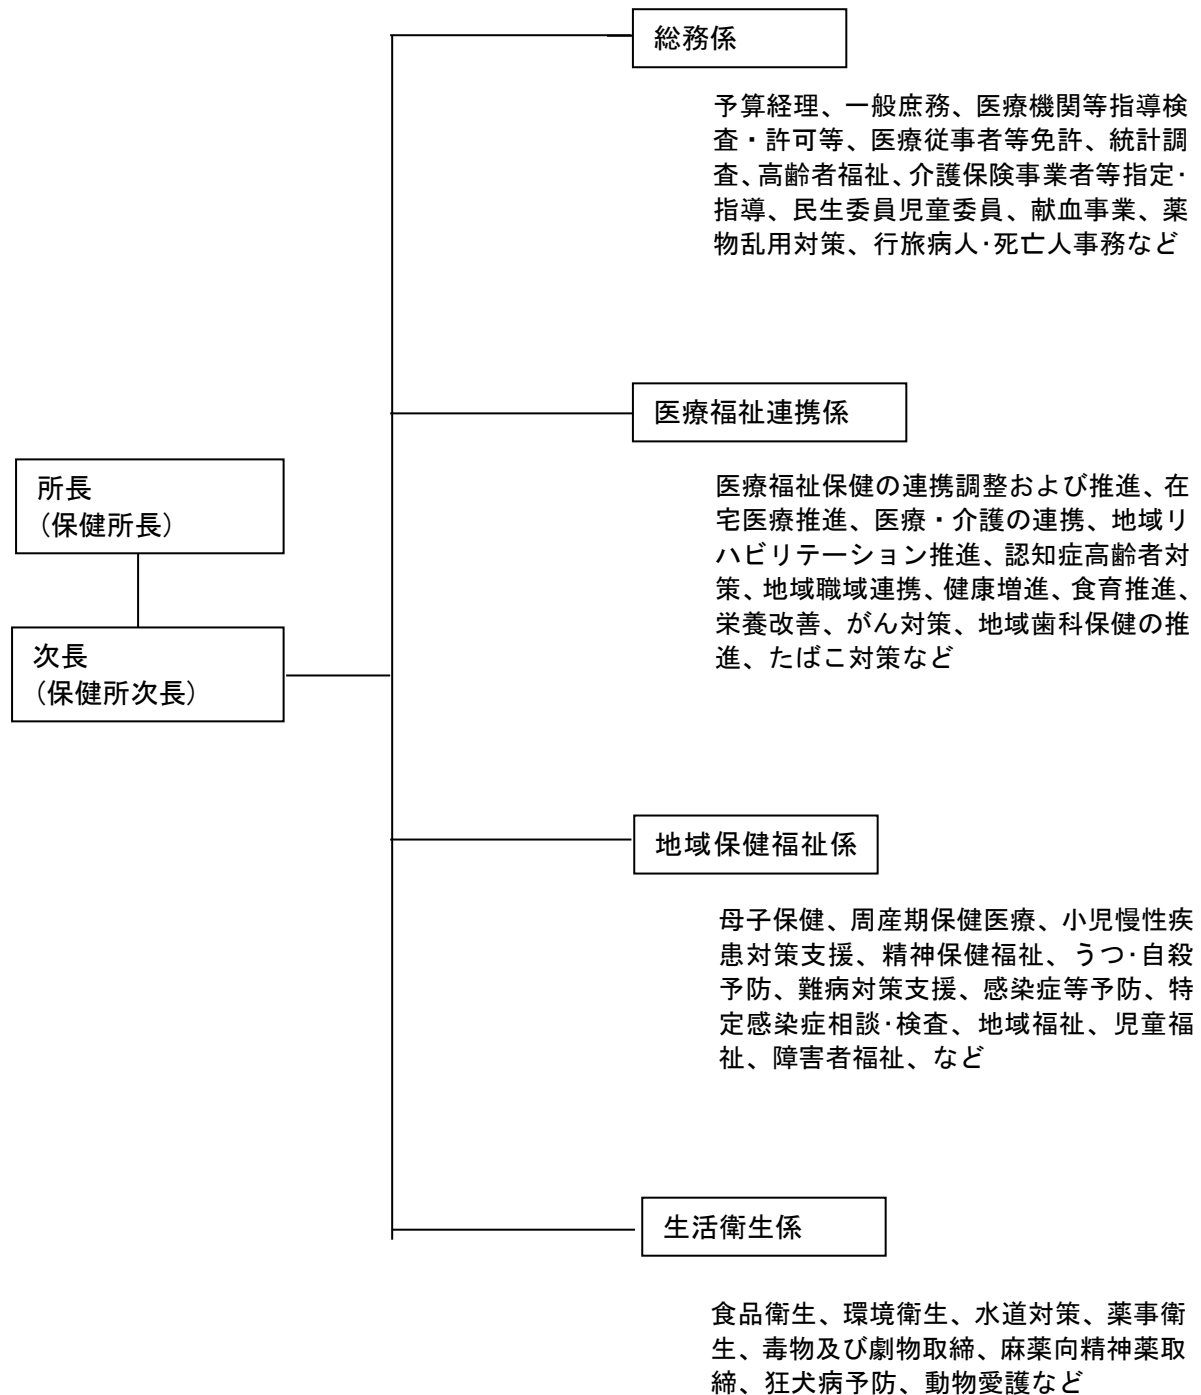 総務係
予算経理、一般庶務、医療機関等指導検
査・許可等、医療従事者等免許、統計調
査、高齢者福祉、介護保険事業者等指定･
指導、民生委員児童委員、献血事業、薬
物乱用対策、行旅病人･死亡人事務など
医療福祉連携係
医療福祉保健の連携調整および推進、在
宅医療推進、医療・介護の連携、地域リ
ハビリテーション推進、認知症高齢者対
策、地域職域連携、健康増進、食育推進、
栄養改善、がん対策、地域歯科保健の推
進、たばこ対策など
所長
（保健所長）
次長
（保健所次長）
地域保健福祉係
母子保健、周産期保健医療、小児慢性疾
患対策支援、精神保健福祉、うつ･自殺
予防、難病対策支援、感染症等予防、特
定感染症相談･検査、地域福祉、児童福
祉、障害者福祉、など
生活衛生係
食品衛生、環境衛生、水道対策、薬事衛
生、毒物及び劇物取締、麻薬向精神薬取
締、狂犬病予防、動物愛護など